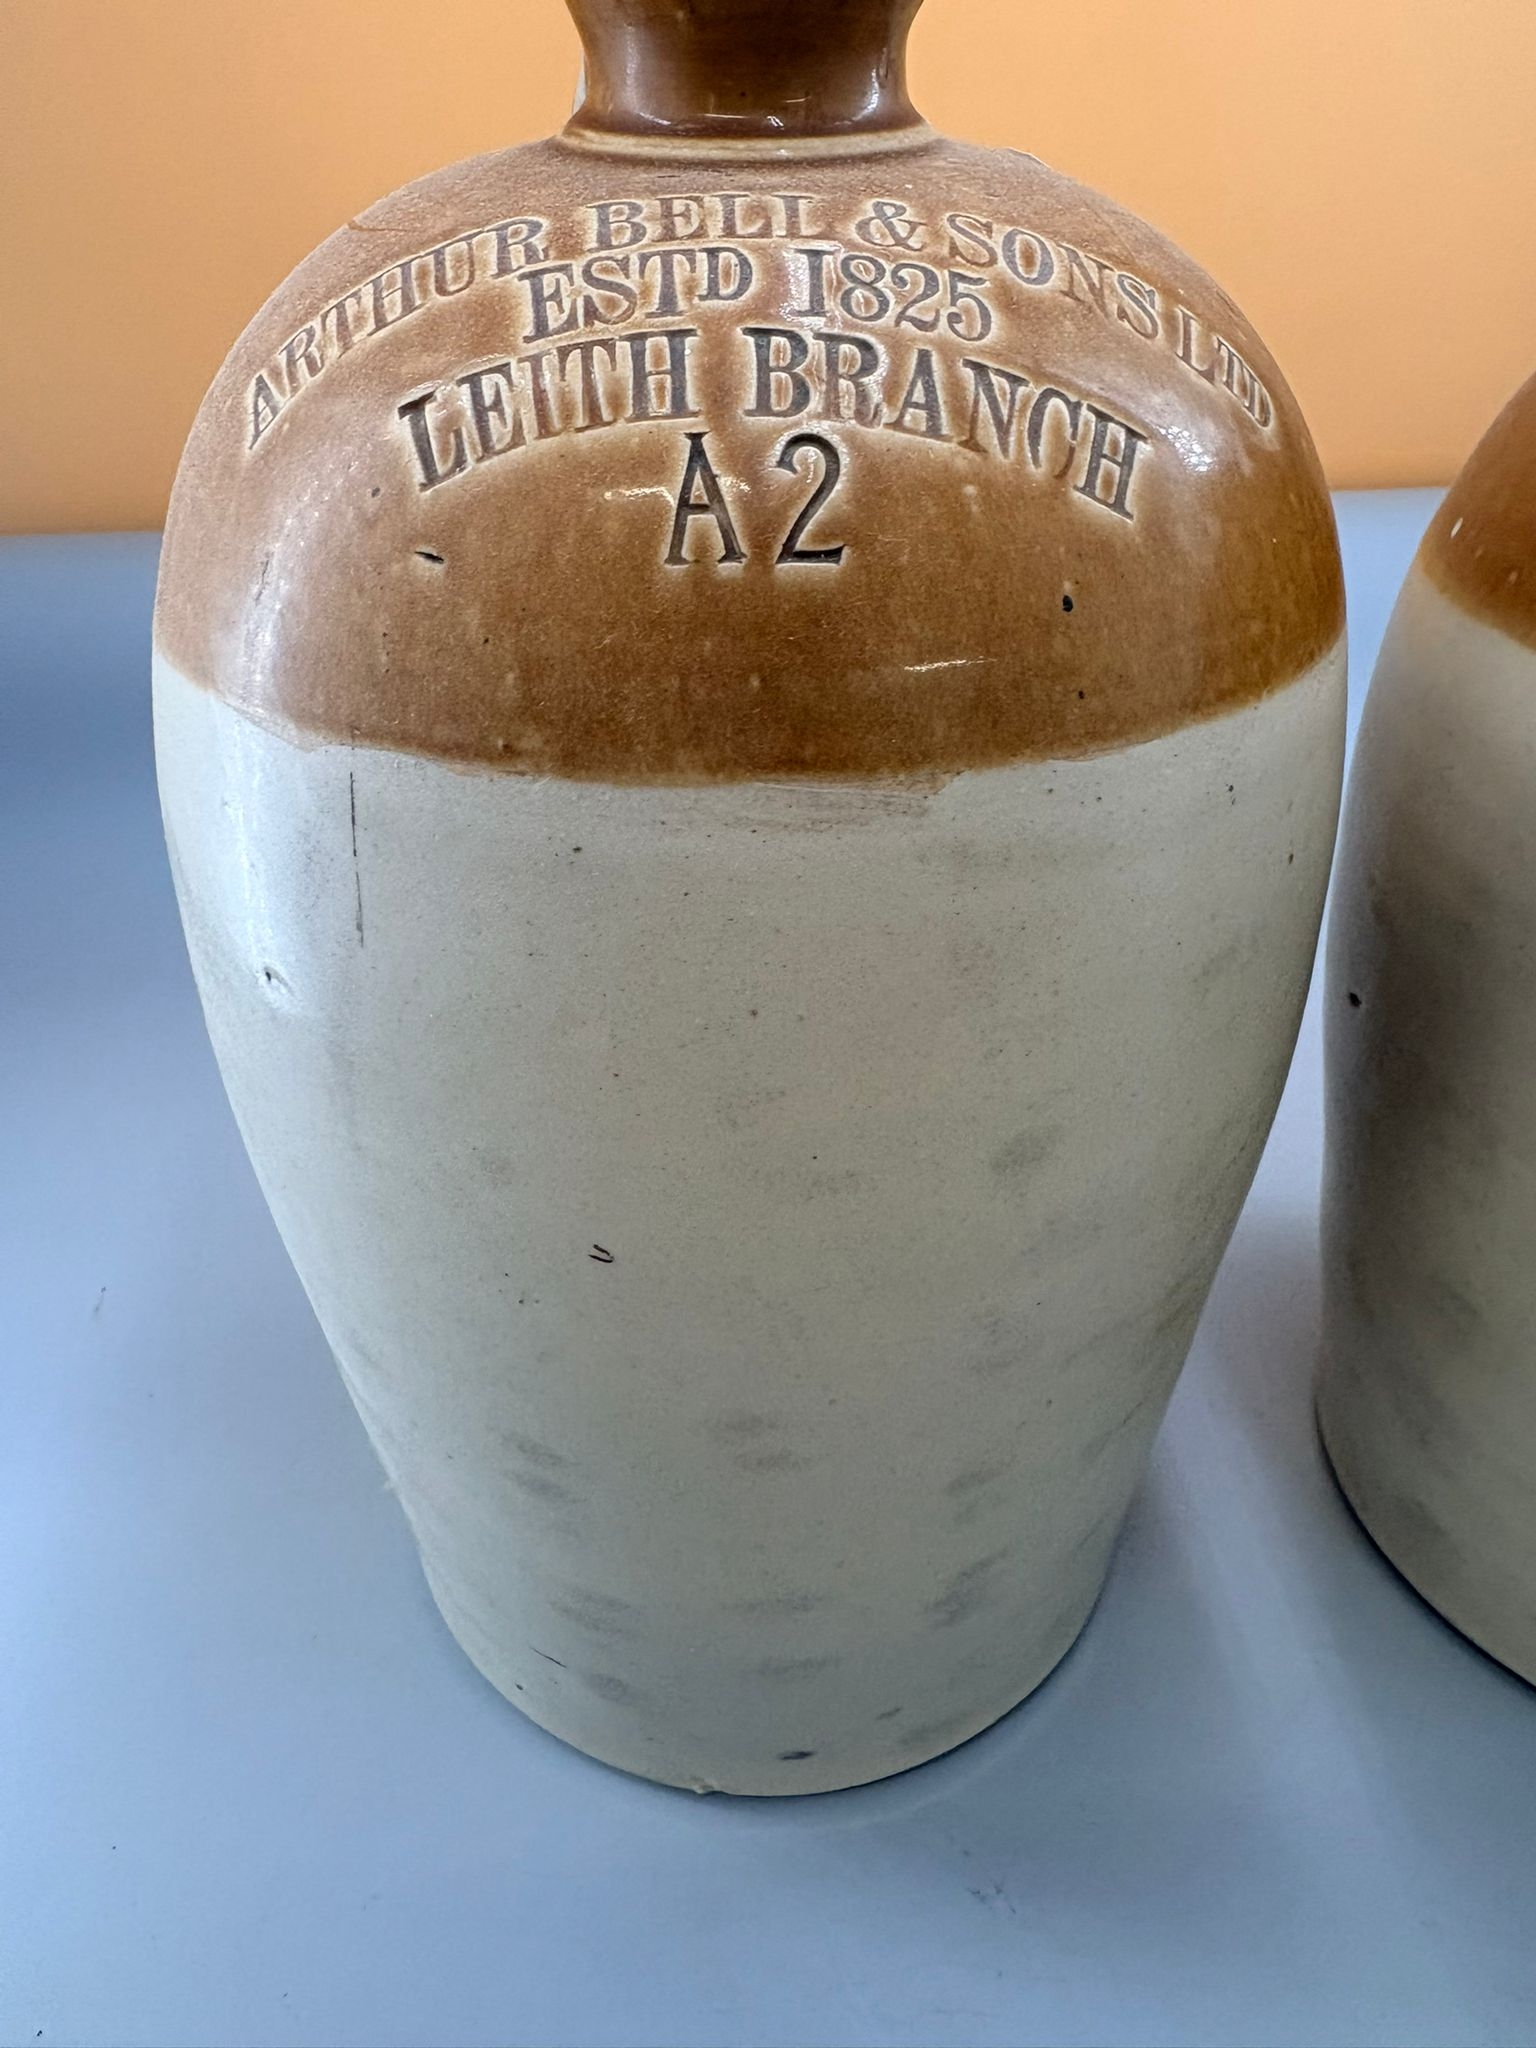 ARTHUR BELL & SONS LTD
ESTD 1825
LEITH BRANCH
A2